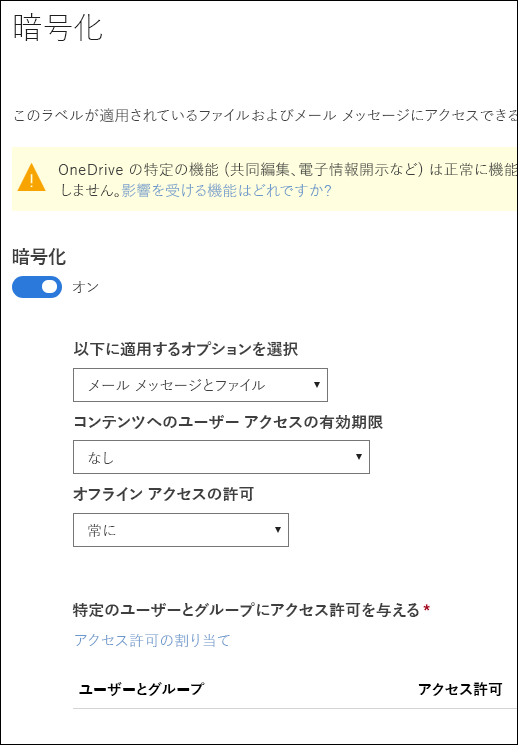 暗号化
このラベルが適用されているファイルおよびメール メッセージにアクセスできる
OneDrive の特定の機能 (共同編集、電子情報開示など) は正常に機能
しません。影響を受ける機能はどれですか?
暗号化
オン
以下に適用するオプションを選択
メール メッセージとファイル
コンテンツへのユーザー アクセスの有効期限
なし
オフライン アクセスの許可
常に
特定のユーザーとグループにアクセス許可を与える*
アクセス許可の割り当て
ユーザーとグループ アクセス許可